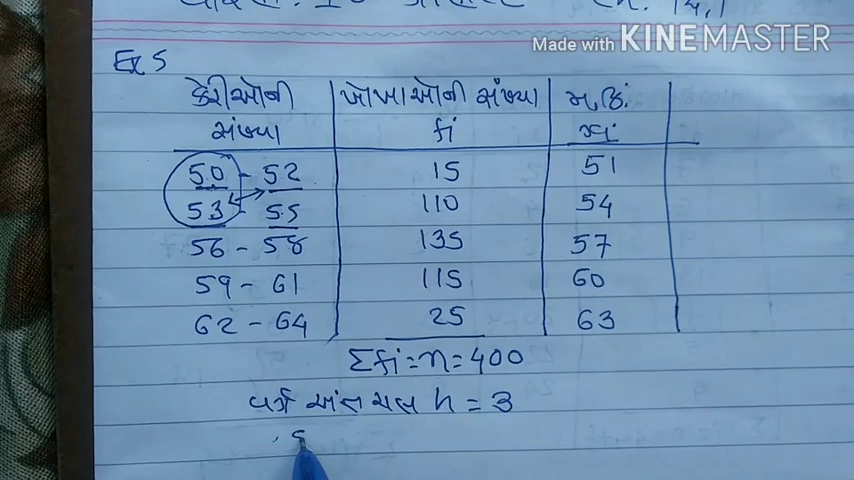 Made with KINEMASTER
Ex 5
કેરીઓની | ખોખાઓની સંખ્યા | મ.કિં.
સંખ્યા | fi | xi
50 - 52 | 15 | 51
53 - 55 | 110 | 54
56 - 58 | 135 | 57
59 - 61 | 115 | 60
62 - 64 | 25 | 63
Σfi = n = 400
વર્ગ અંતરાલ h = 3